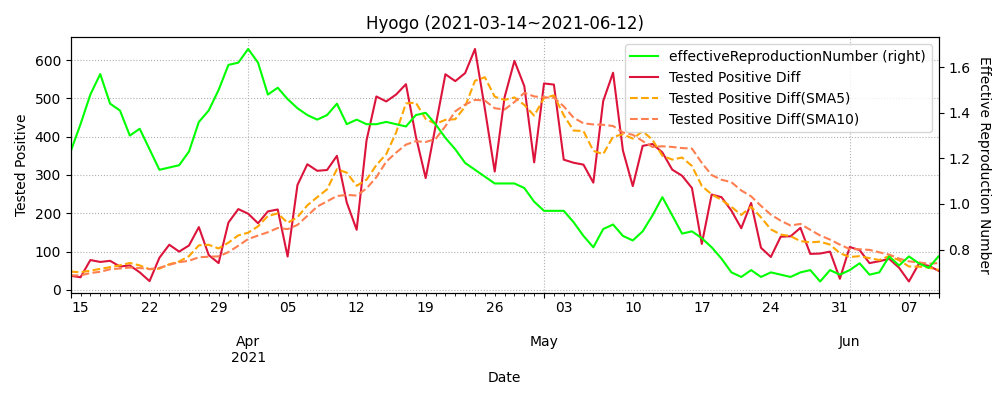 Hyogo (2021-03-14~2021-06-12)
effectiveReproductionNumber (right)
Tested Positive Diff
Tested Positive Diff(SMA5)
Tested Positive Diff(SMA10)
Tested Positive
600
500
400
300
200
100
0
1.6
1.4
1.2
1.0
0.8
Effective Reproduction Number
15 22 29 05 12 19 26 03 10 17 24 31 07
Apr May Jun
2021
Date